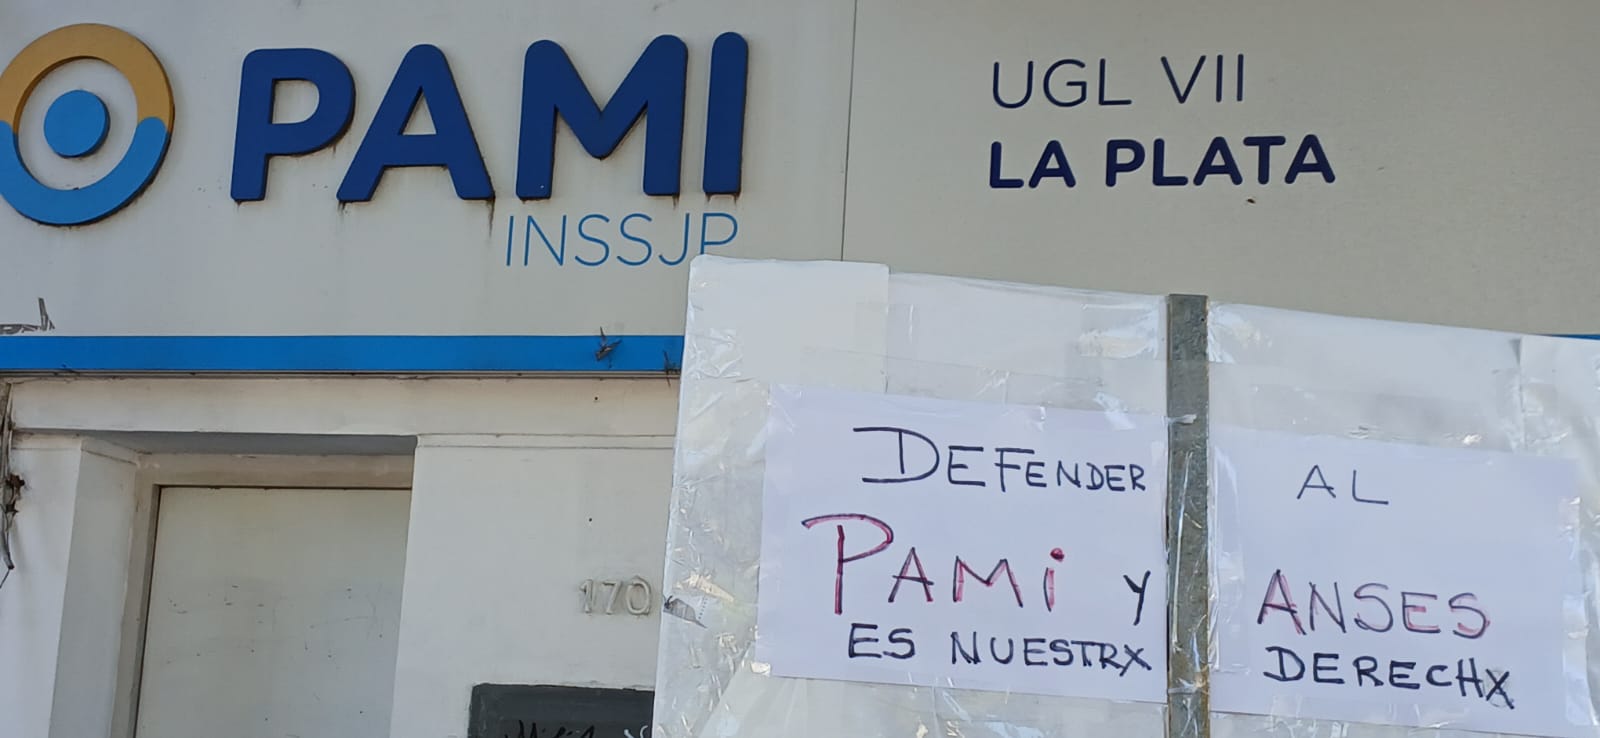 PAMI
INSSJP
UGL VII
LA PLATA
DEFENDER AL
PAMi y ANSES
ES NUESTRX DERECHX
170